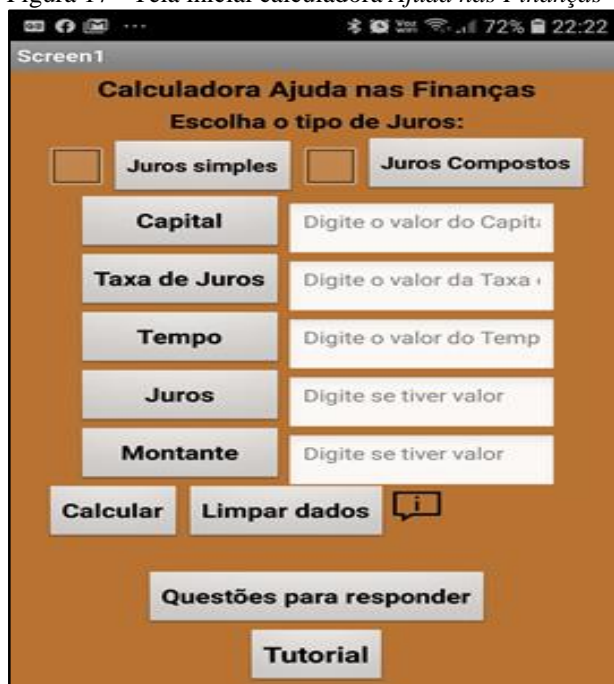 Figura 17 - Tela inicial calculadora Ajuda nas Finanças
72% 22:22
Screen1
Calculadora Ajuda nas Finanças
Escolha o tipo de Juros:
Juros simples Juros Compostos
Capital Digite o valor do Capit
Taxa de Juros Digite o valor da Taxa
Tempo Digite o valor do Temp
Juros Digite se tiver valor
Montante Digite se tiver valor
Calcular Limpar dados i
Questões para responder
Tutorial